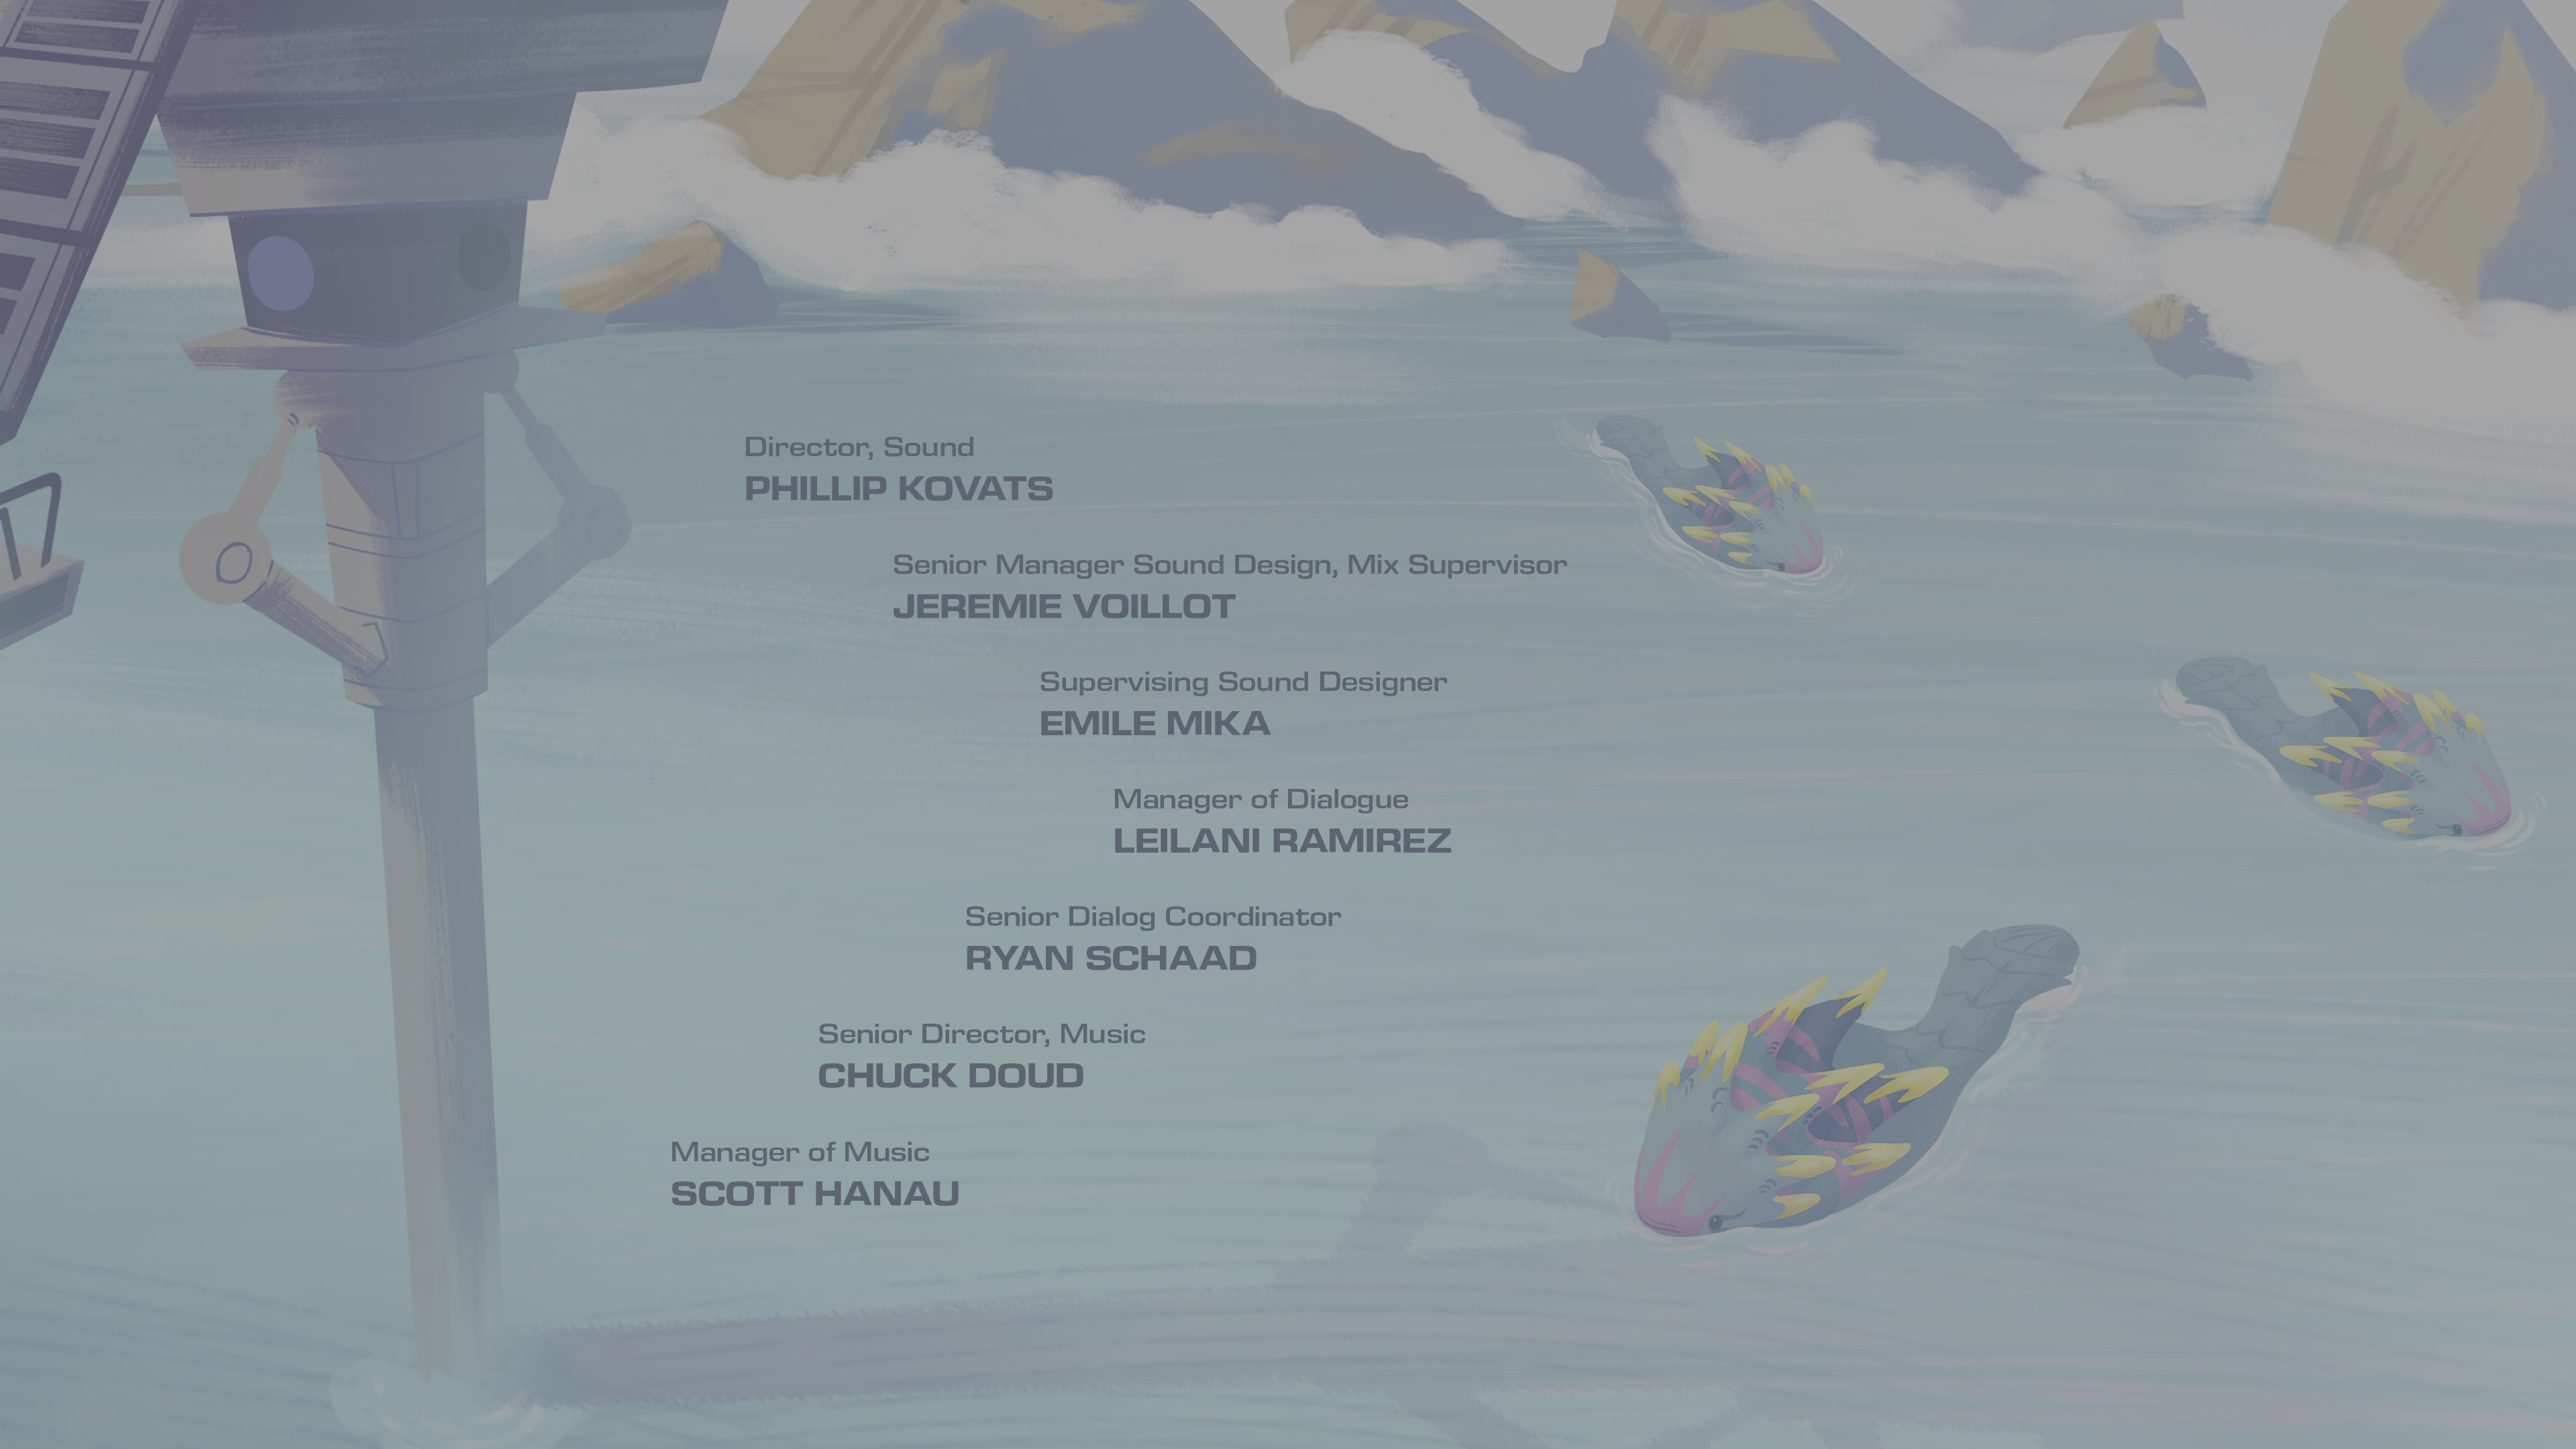 Director, Sound
PHILLIP KOVATS
Senior Manager Sound Design, Mix Supervisor
JEREMIE VOILLOT
Supervising Sound Designer
EMILE MIKA
Manager of Dialogue
LEILANI RAMIREZ
Senior Dialog Coordinator
RYAN SCHAAD
Senior Director, Music
CHUCK DOUD
Manager of Music
SCOTT HANAU